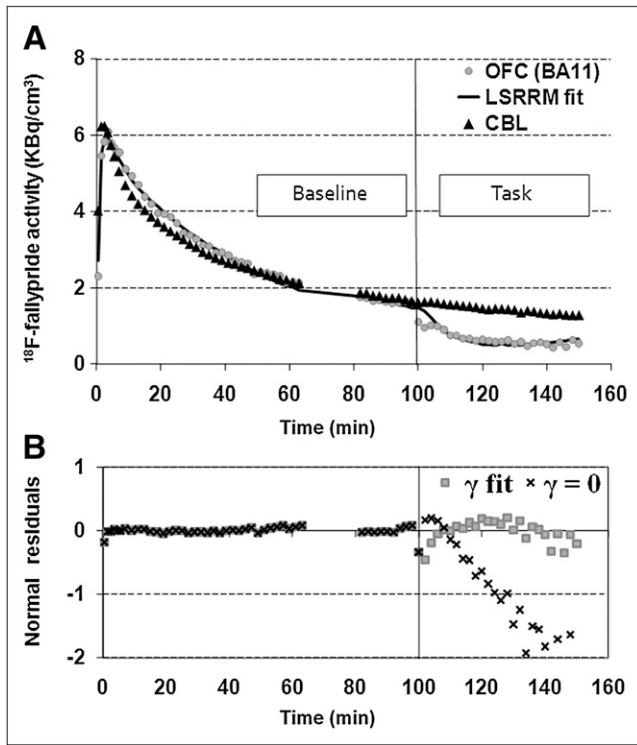 A
8
6
4
2
0
¹⁸F-fallypride activity (KBq/cm³)
OFC (BA11)
LSRRM fit
CBL
Baseline
Task
0 20 40 60 80 100 120 140 160
Time (min)
B
1
0
-1
-2
Normal residuals
γ fit γ = 0
0 20 40 60 80 100 120 140 160
Time (min)